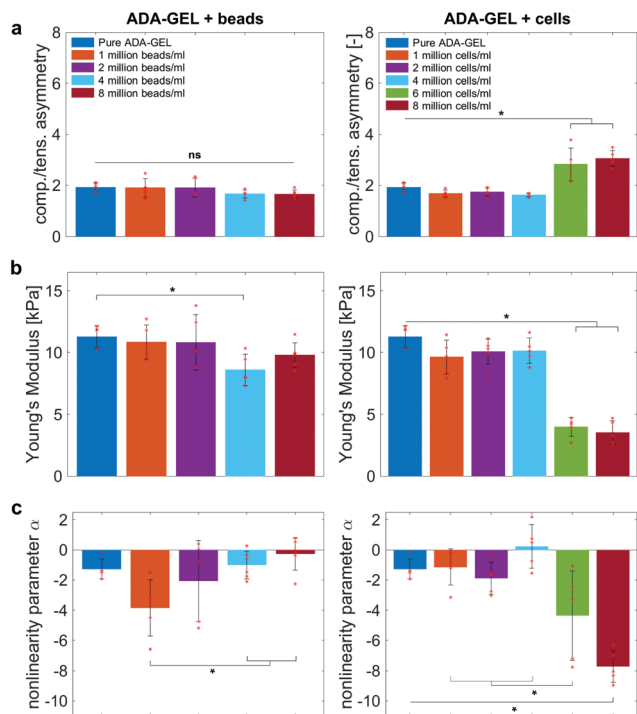 ADA-GEL + beads
ADA-GEL + cells
a
comp./tens. asymmetry
8
6
4
2
0
Pure ADA-GEL
1 million beads/ml
2 million beads/ml
4 million beads/ml
8 million beads/ml
ns
comp./tens. asymmetry [-]
8
6
4
2
0
Pure ADA-GEL
1 million cells/ml
2 million cells/ml
4 million cells/ml
6 million cells/ml
8 million cells/ml
*
b
Young's Modulus [kPa]
15
10
5
0
*
Young's Modulus [kPa]
15
10
5
0
*
c
nonlinearity parameter α
2
0
-2
-4
-6
-8
-10
*
nonlinearity parameter α
2
0
-2
-4
-6
-8
-10
*
*